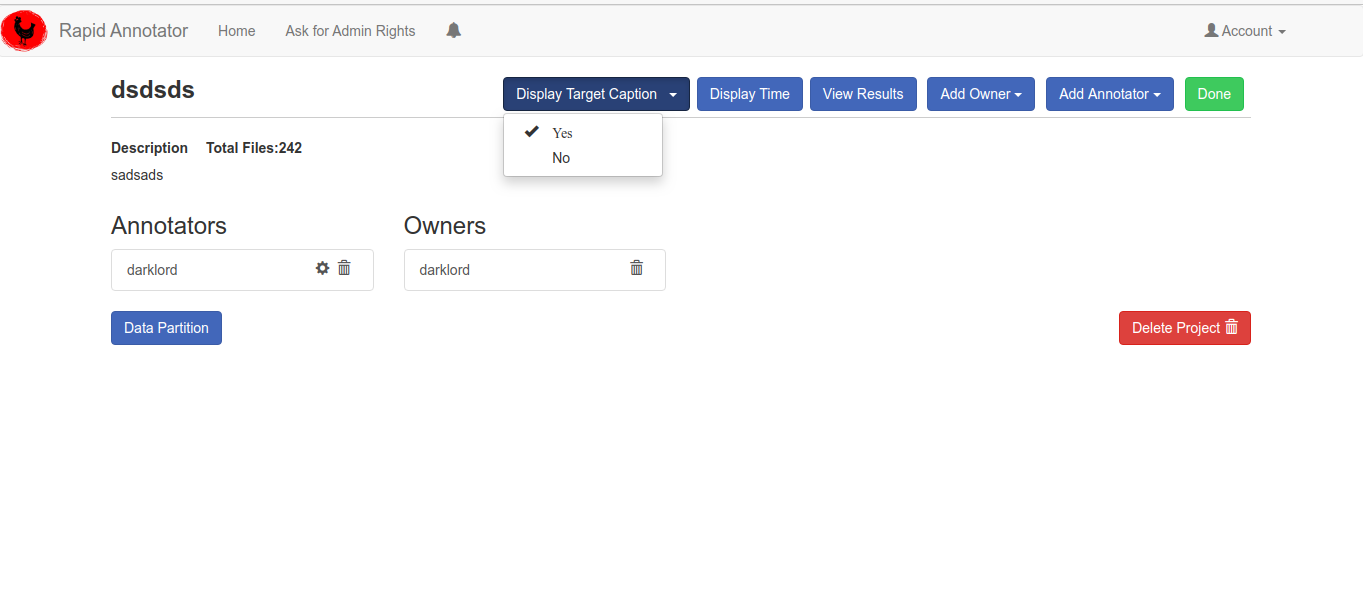 Rapid Annotator Home Ask for Admin Rights Account
dsdsds Display Target Caption Display Time View Results Add Owner Add Annotator Done
Yes
No
Description Total Files:242
sadsads
Annotators Owners
darklord darklord
Data Partition Delete Project